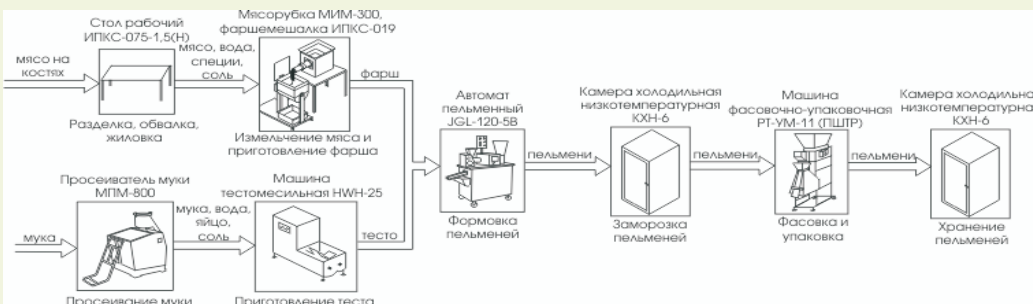 Стол рабочий
ИПКС-075-1,5(Н)
мясо на
костях
Разделка, обвалка,
жиловка
мясо, вода,
специи,
соль
Мясорубка МИМ-300,
фаршемешалка ИПКС-019
Измельчение мяса и
приготовление фарша
фарш
Просеиватель муки
МПМ-800
мука
Просеивание муки
мука, вода,
яйцо,
соль
Машина
тестомесильная HWH-25
Приготовление теста
тесто
Автомат
пельменный
JGL-120-5B
Формовка
пельменей
пельмени
Камера холодильная
низкотемпературная
КХН-6
Заморозка
пельменей
пельмени
Машина
фасовочно-упаковочная
РТ-УМ-11 (ПШТР)
Фасовка и
упаковка
пельмени
Камера холодильна
низкотемпературна
КХН-6
Хранение
пельменей